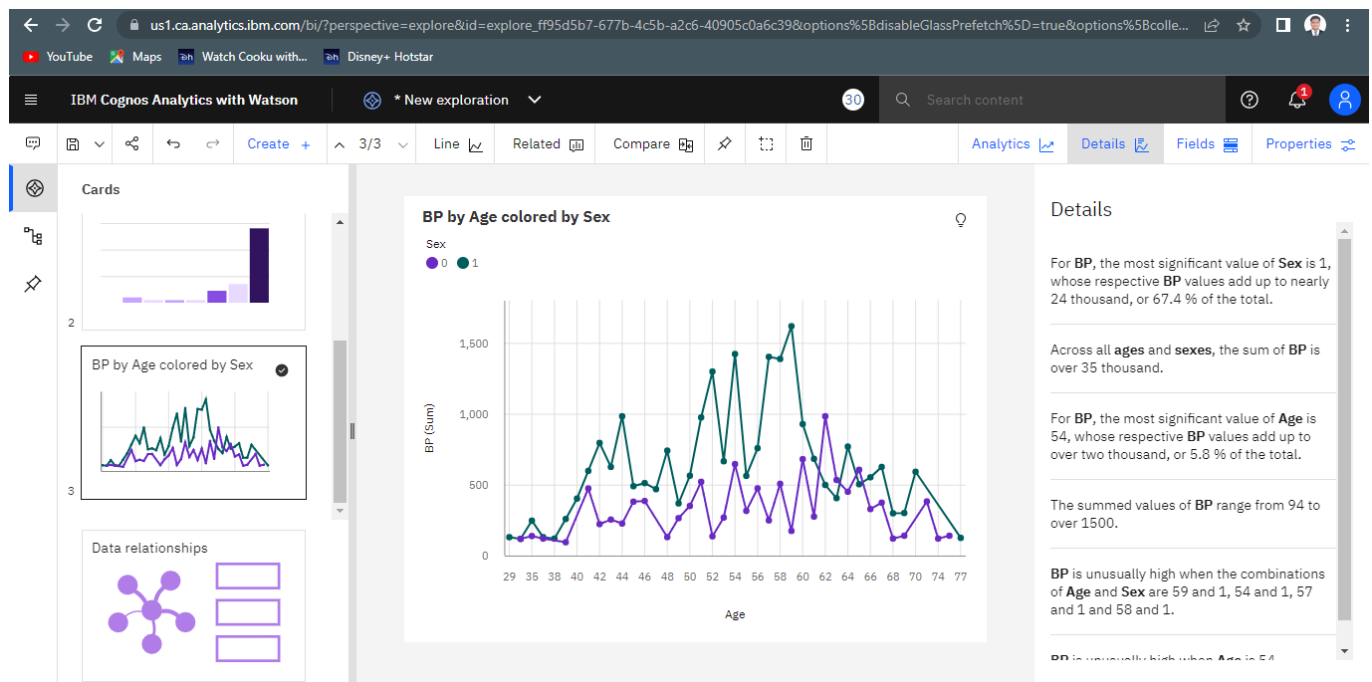 us1.ca.analytics.ibm.com/bi/?perspective=explore&id=explore_ff95d5b7-677b-4c5b-a2c6-40905c0a6c39&options%5BdisableGlassPrefetch%5D=true&options%5Bcolle...
YouTube Maps Watch Cooku with... Disney+ Hotstar
IBM Cognos Analytics with Watson * New exploration 30 Search content 1
Create + 3/3 Line Related Compare Analytics Details Fields Properties
Cards
2
BP by Age colored by Sex
3
Data relationships
BP by Age colored by Sex
Sex
0 1
BP (Sum)
1,500
1,000
500
0
29 35 38 40 42 44 46 48 50 52 54 56 58 60 62 64 66 68 70 74 77
Age
Details
For BP, the most significant value of Sex is 1,
whose respective BP values add up to nearly
24 thousand, or 67.4 % of the total.
Across all ages and sexes, the sum of BP is
over 35 thousand.
For BP, the most significant value of Age is
54, whose respective BP values add up to
over two thousand, or 5.8 % of the total.
The summed values of BP range from 94 to
over 1500.
BP is unusually high when the combinations
of Age and Sex are 59 and 1, 54 and 1, 57
and 1 and 58 and 1.
BP is unusually high when Age is 54